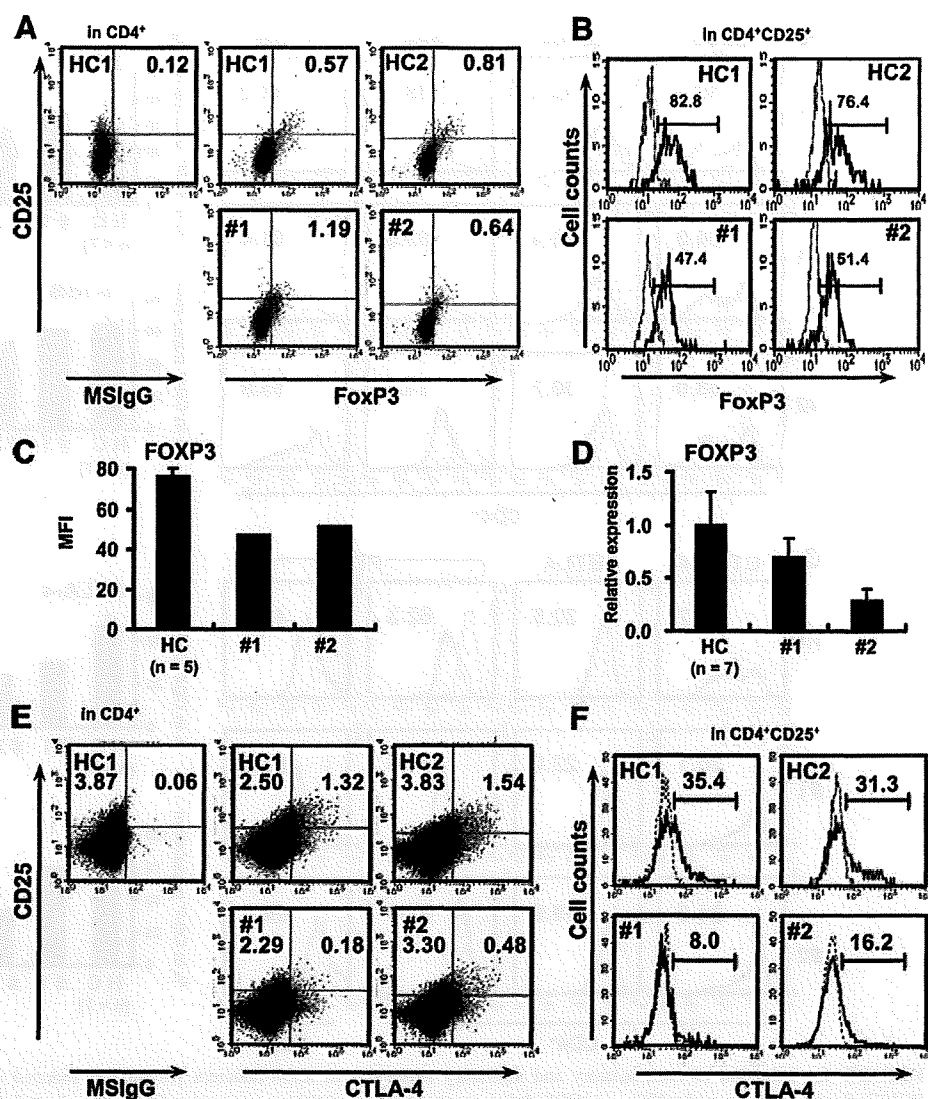 A
in CD4⁺
HC1 0.12
HC1 0.57
HC2 0.81
#1 1.19
#2 0.64
CD25
MSIgG
FoxP3
B
in CD4⁺CD25⁺
HC1
82.8
HC2
76.4
#1
47.4
#2
51.4
Cell counts
FoxP3
C
FOXP3
80
60
40
20
0
MFI
HC #1 #2
(n = 5)
D
FOXP3
1.5
1.0
0.5
0.0
Relative expression
HC #1 #2
(n = 7)
E
in CD4⁺
HC1
3.87 0.06
HC1
2.50 1.32
HC2
3.83 1.54
#1
2.29 0.18
#2
3.30 0.48
CD25
MSIgG
CTLA-4
F
in CD4⁺CD25⁺
HC1
35.4
HC2
31.3
#1
8.0
#2
16.2
Cell counts
CTLA-4